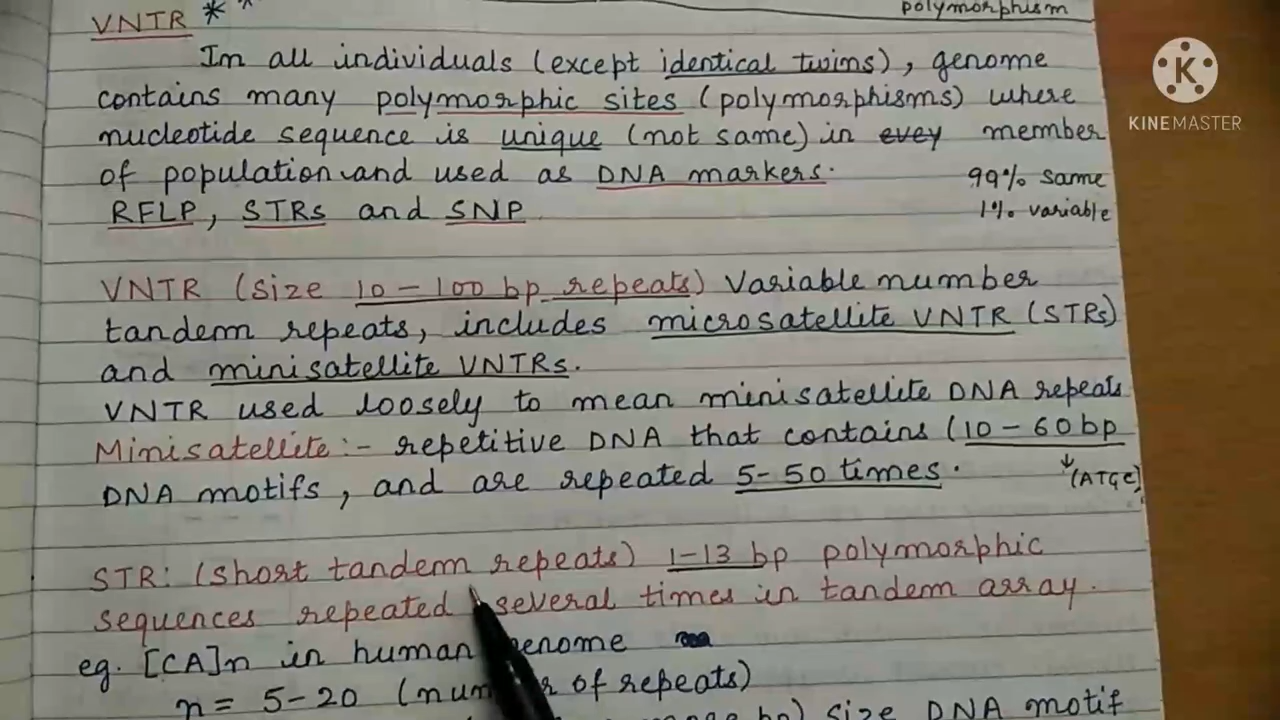 polymorphism
VNTR * *
In all individuals (except identical twins), genome
contains many polymorphic sites (polymorphisms) where
nucleotide sequence is unique (not same) in evey member
of population and used as DNA markers.
99% same
RFLP, STRs and SNP
1% variable
VNTR (size 10-100 bp repeats) Variable number
tandem repeats, includes microsatellite VNTR (STRs)
and minisatellite VNTRs.
VNTR used loosely to mean minisatellite DNA repeats
Minisatellite:- repetitive DNA that contains (10-60 bp
DNA motifs, and are repeated 5-50 times.
↓(ATGC)
STR: (short tandem repeats) 1-13 bp polymorphic
sequences repeated several times in tandem array.
eg. [CA]n in human genome
n = 5-20 (number of repeats)
bp) size DNA motif
K
KINEMASTER